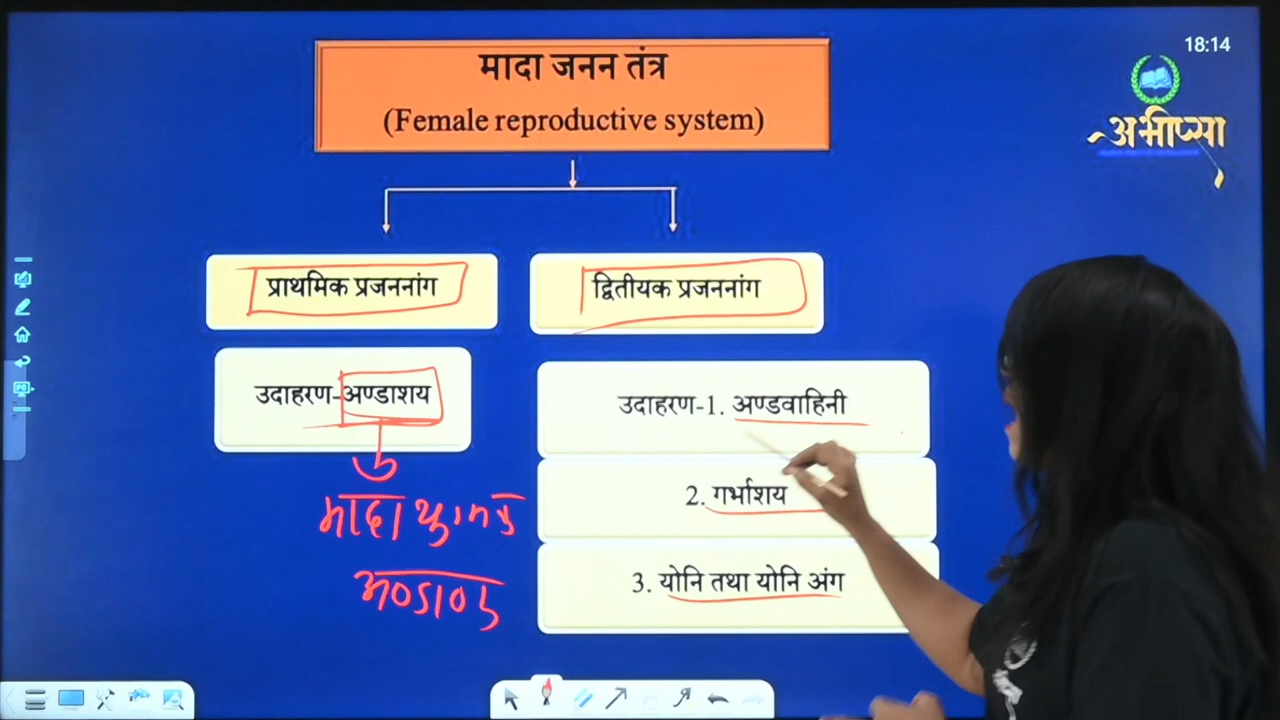 18:14
मादा जनन तंत्र
(Female reproductive system)
अभीप्सा
प्राथमिक प्रजननांग
द्वितीयक प्रजननांग
उदाहरण-अण्डाशय
उदाहरण-1. अण्डवाहिनी
2. गर्भाशय
3. योनि तथा योनि अंग
मादा युग्मक
अण्डाणु